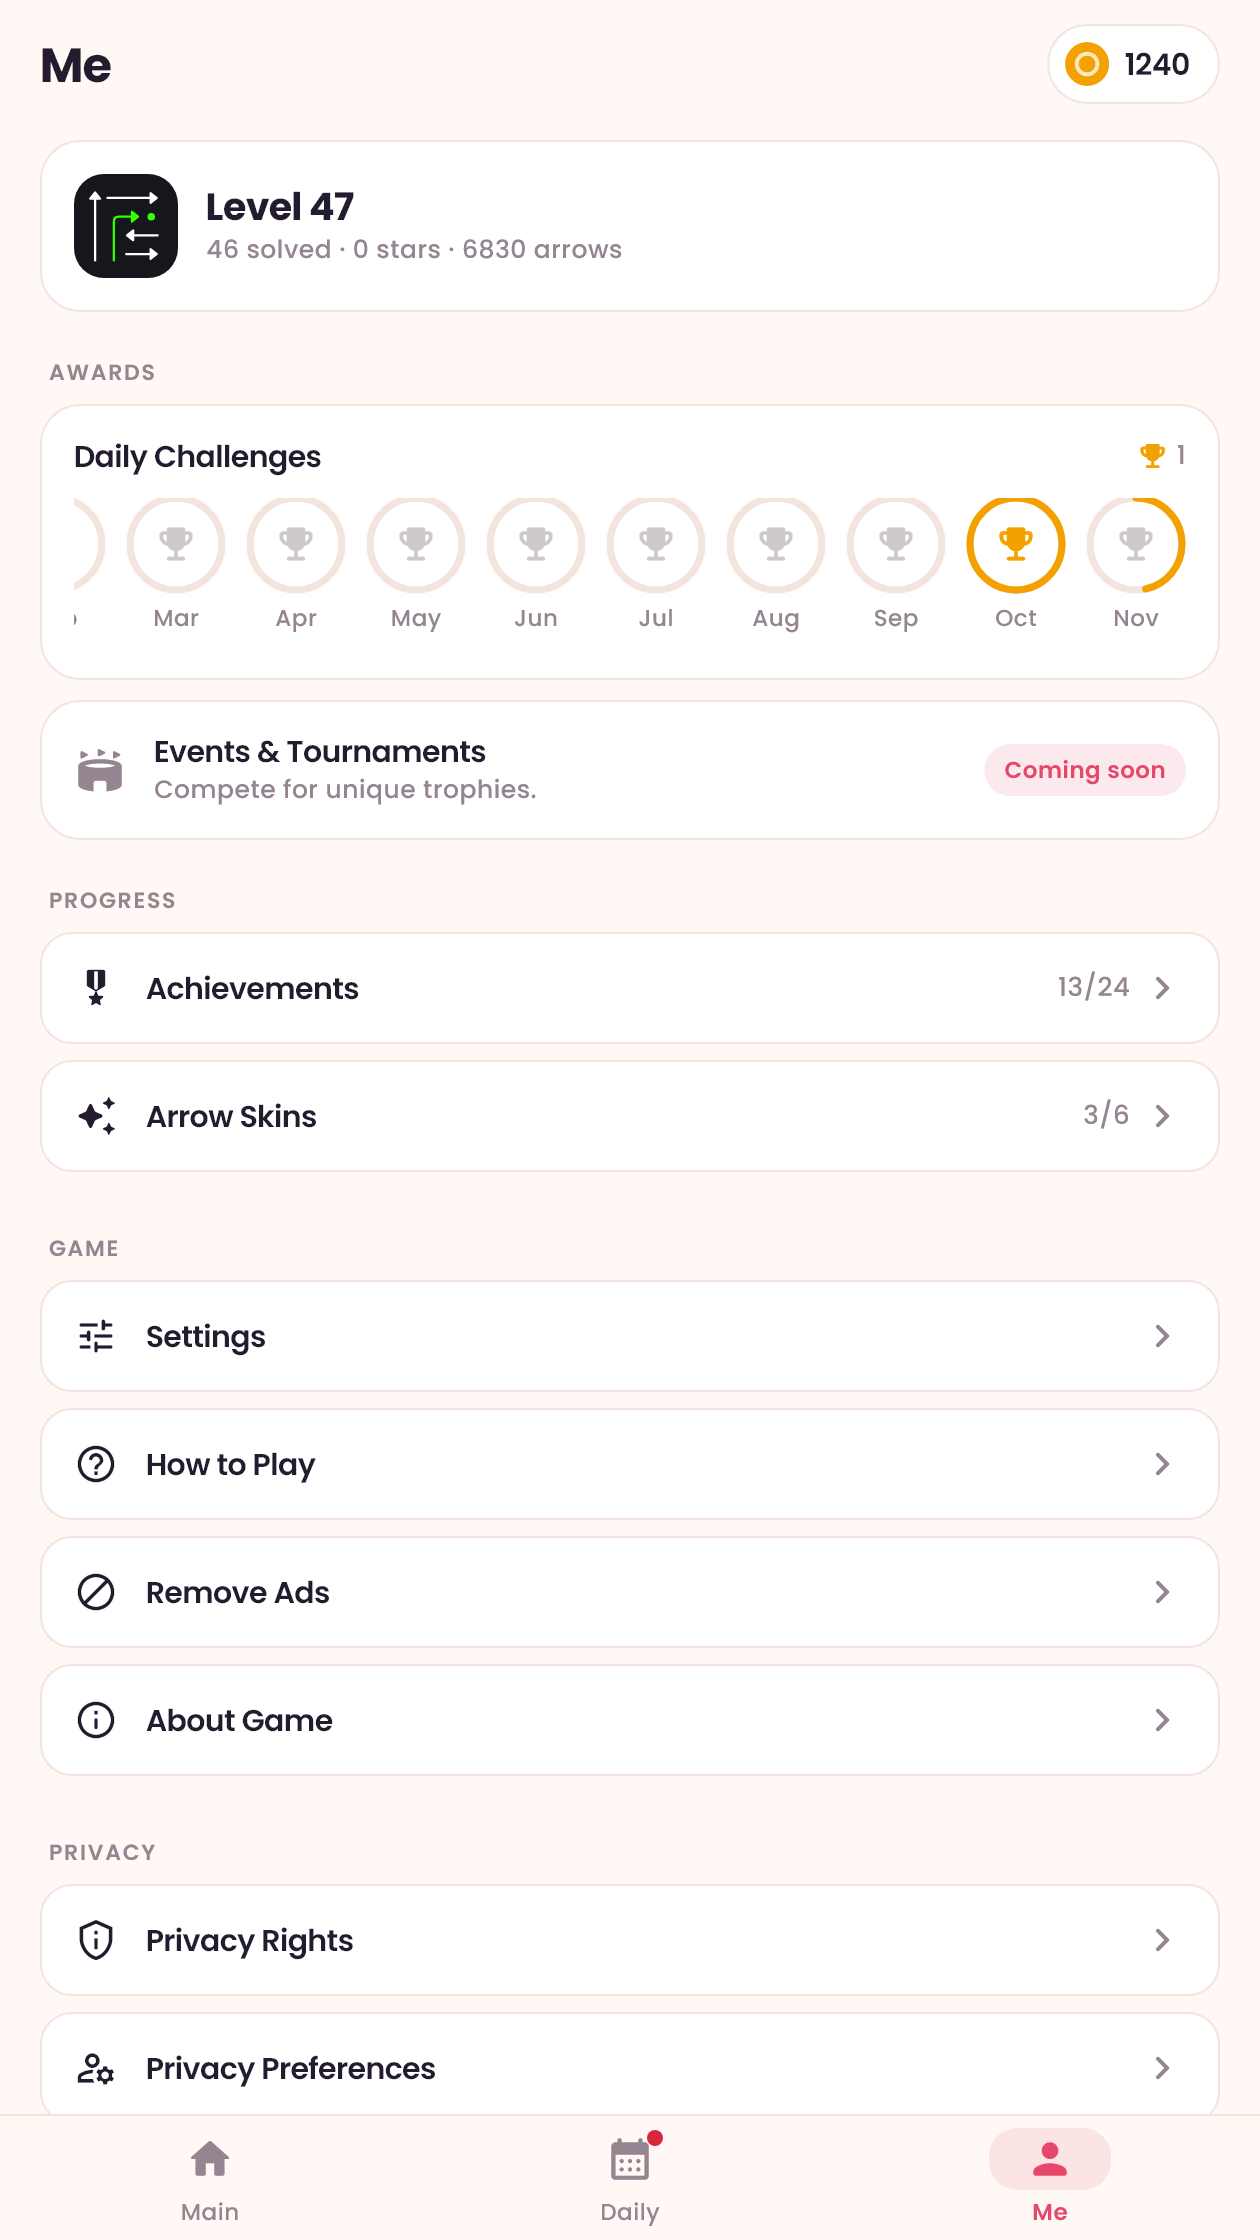 Me
1240
Level 47
46 solved · 0 stars · 6830 arrows
AWARDS
Daily Challenges
1
Mar Apr May Jun Jul Aug Sep Oct Nov
Events & Tournaments
Compete for unique trophies.
Coming soon
PROGRESS
Achievements
13/24
Arrow Skins
3/6
GAME
Settings
How to Play
Remove Ads
About Game
PRIVACY
Privacy Rights
Privacy Preferences
Main Daily Me